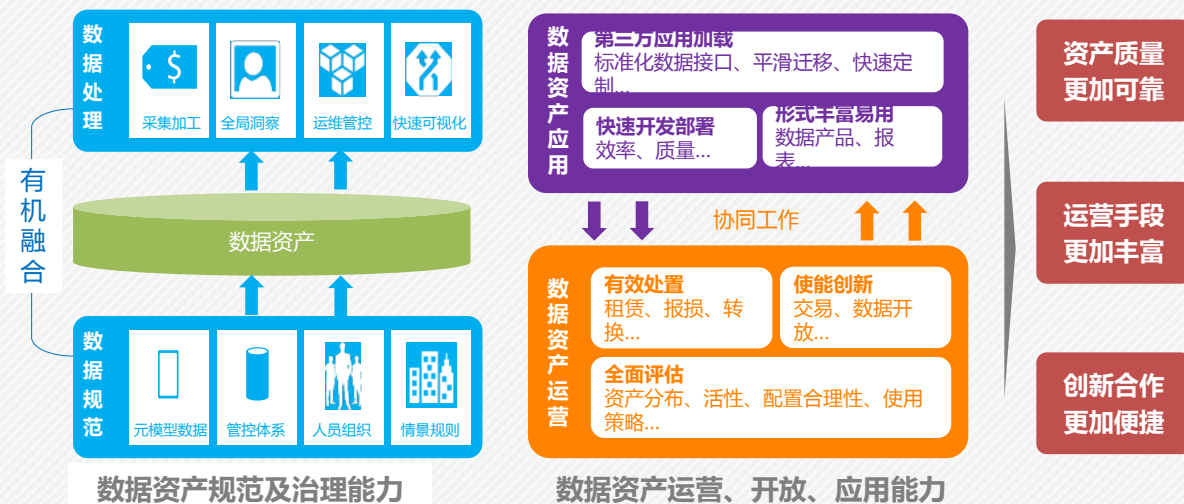 数据处理
采集加工
全局洞察
运维管控
快速可视化
有机融合
数据资产
数据规范
元模型数据
管控体系
人员组织
情景规则
数据资产规范及治理能力
数据资产应用
第三方应用加载
标准化数据接口、平滑迁移、快速定
制...
快速开发部署
效率、质量...
形式丰富易用
数据产品、报
表...
协同工作
数据资产运营
有效处置
租赁、报损、转
换...
使能创新
交易、数据开
放...
全面评估
资产分布、活性、配置合理性、使用
策略...
数据资产运营、开放、应用能力
资产质量
更加可靠
运营手段
更加丰富
创新合作
更加便捷